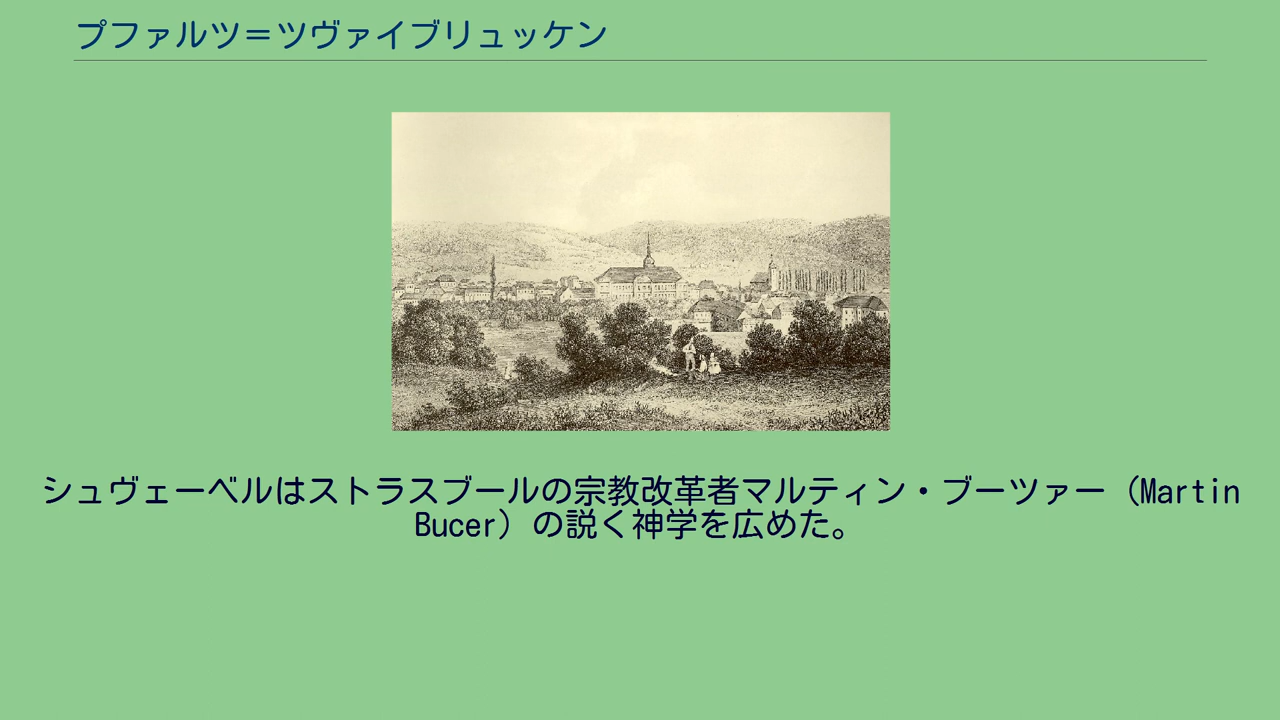 プファルツ＝ツヴァイブリュッケン
シュヴェーベルはストラスブールの宗教改革者マルティン・ブーツァー（Martin
Bucer）の説く神学を広めた。